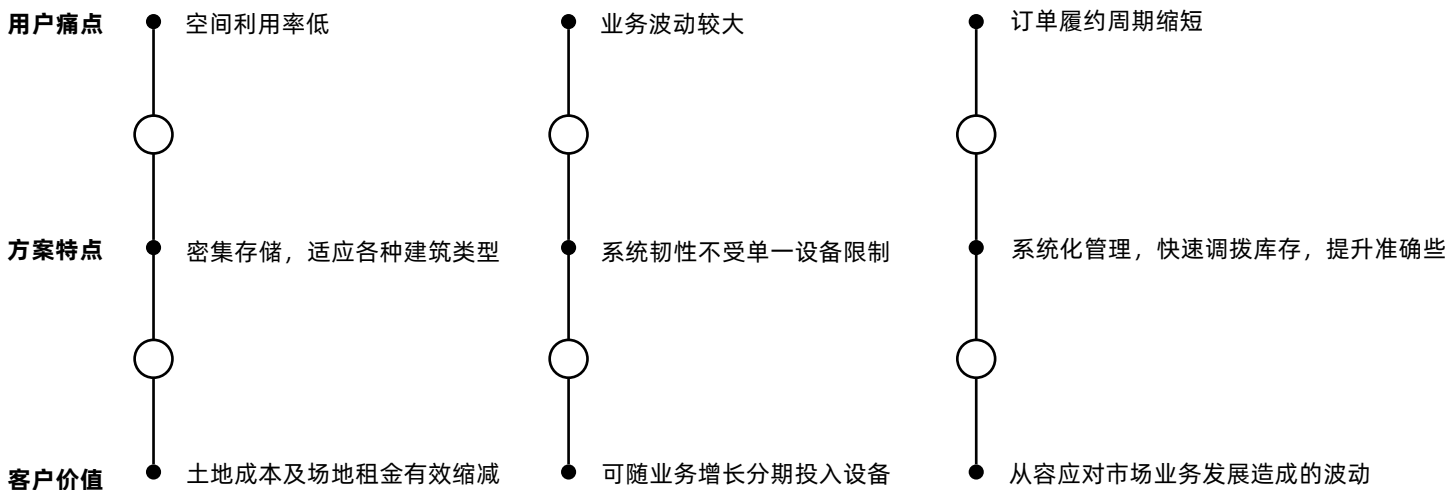 用户痛点 空间利用率低 业务波动较大 订单履约周期缩短
方案特点 密集存储，适应各种建筑类型 系统韧性不受单一设备限制 系统化管理，快速调拨库存，提升准确些
客户价值 土地成本及场地租金有效缩减 可随业务增长分期投入设备 从容应对市场业务发展造成的波动